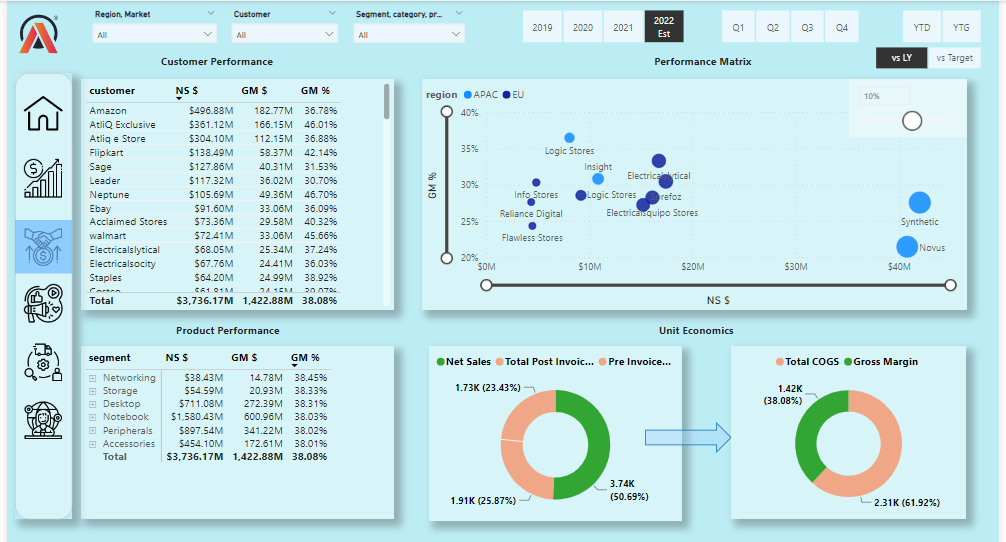 Region, Market
Customer
Segment, category, pr...
All
All
All
2019
2020
2021
2022
Est
Q1
Q2
Q3
Q4
YTD
YTG
vs LY
vs Target
Customer Performance
customer NS $ GM $ GM %
Amazon $496.88M 182.77M 36.78%
AtliQ Exclusive $361.12M 166.15M 46.01%
Atliq e Store $304.10M 112.15M 36.88%
Flipkart $138.49M 58.37M 42.14%
Sage $127.86M 40.31M 31.53%
Leader $117.32M 36.02M 30.70%
Neptune $105.69M 49.36M 46.70%
Ebay $91.60M 33.06M 36.09%
Acclaimed Stores $73.36M 29.58M 40.32%
walmart $72.41M 33.06M 45.66%
Electricalslytical $68.05M 25.34M 37.24%
Electricalsocity $67.76M 24.41M 36.03%
Staples $64.20M 24.99M 38.92%
Total $3,736.17M 1,422.88M 38.08%
Performance Matrix
region APAC EU
10%
40%
35%
30%
25%
20%
GM %
Logic Stores
Insight
Info Stores
Logic Stores
Reliance Digital
Electricalsquipo Stores
Flawless Stores
Synthetic
Novus
$0M
$10M
$20M
$30M
$40M
NS $
Product Performance
segment NS $ GM $ GM %
Networking $38.43M 14.78M 38.45%
Storage $54.59M 20.93M 38.33%
Desktop $711.08M 272.39M 38.31%
Notebook $1,580.43M 600.96M 38.03%
Peripherals $897.54M 341.22M 38.02%
Accessories $454.10M 172.61M 38.01%
Total $3,736.17M 1,422.88M 38.08%
Unit Economics
Net Sales Total Post Invoic... Pre Invoice...
1.73K (23.43%)
1.91K (25.87%)
3.74K
(50.69%)
Total COGS Gross Margin
1.42K
(38.08%)
2.31K (61.92%)